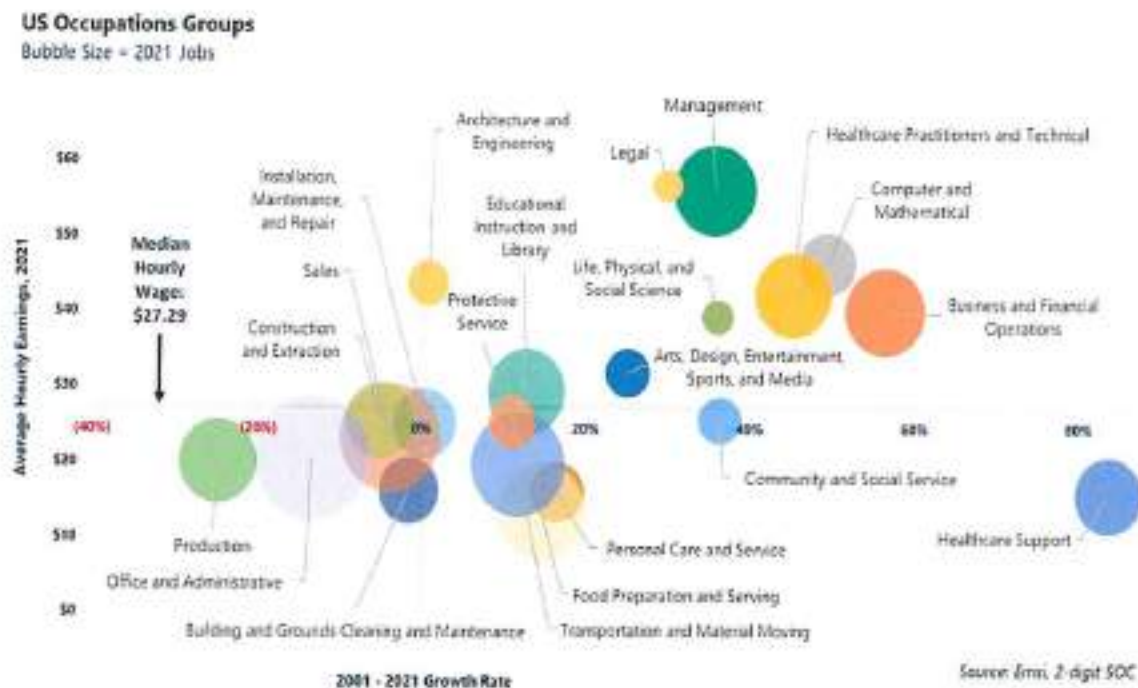 US Occupations Groups
Bubble Size = 2021 Jobs
Management
Architecture and
Engineering
Healthcare Practitioners and Technical
Legal
$60
Installation,
Maintenance,
and Repair
Educational
Instruction and
Library
Computer and
Mathematical
$50
Median
Hourly
Wage:
$27.29
Sales
Life, Physical, and
Social Science
$40
Protective
Service
Business and Financial
Operations
Construction
and Extraction
Arts, Design, Entertainment,
Sports, and Media
$30
Average Hourly Earnings, 2021
(40%)
(20%)
0%
20%
40%
60%
80%
$20
Community and Social Service
$10
Production
Healthcare Support
Personal Care and Service
Office and Administrative
Food Preparation and Serving
$0
Building and Grounds Cleaning and Maintenance
Transportation and Material Moving
2001 - 2021 Growth Rate
Source: Emsi, 2-digit SOC